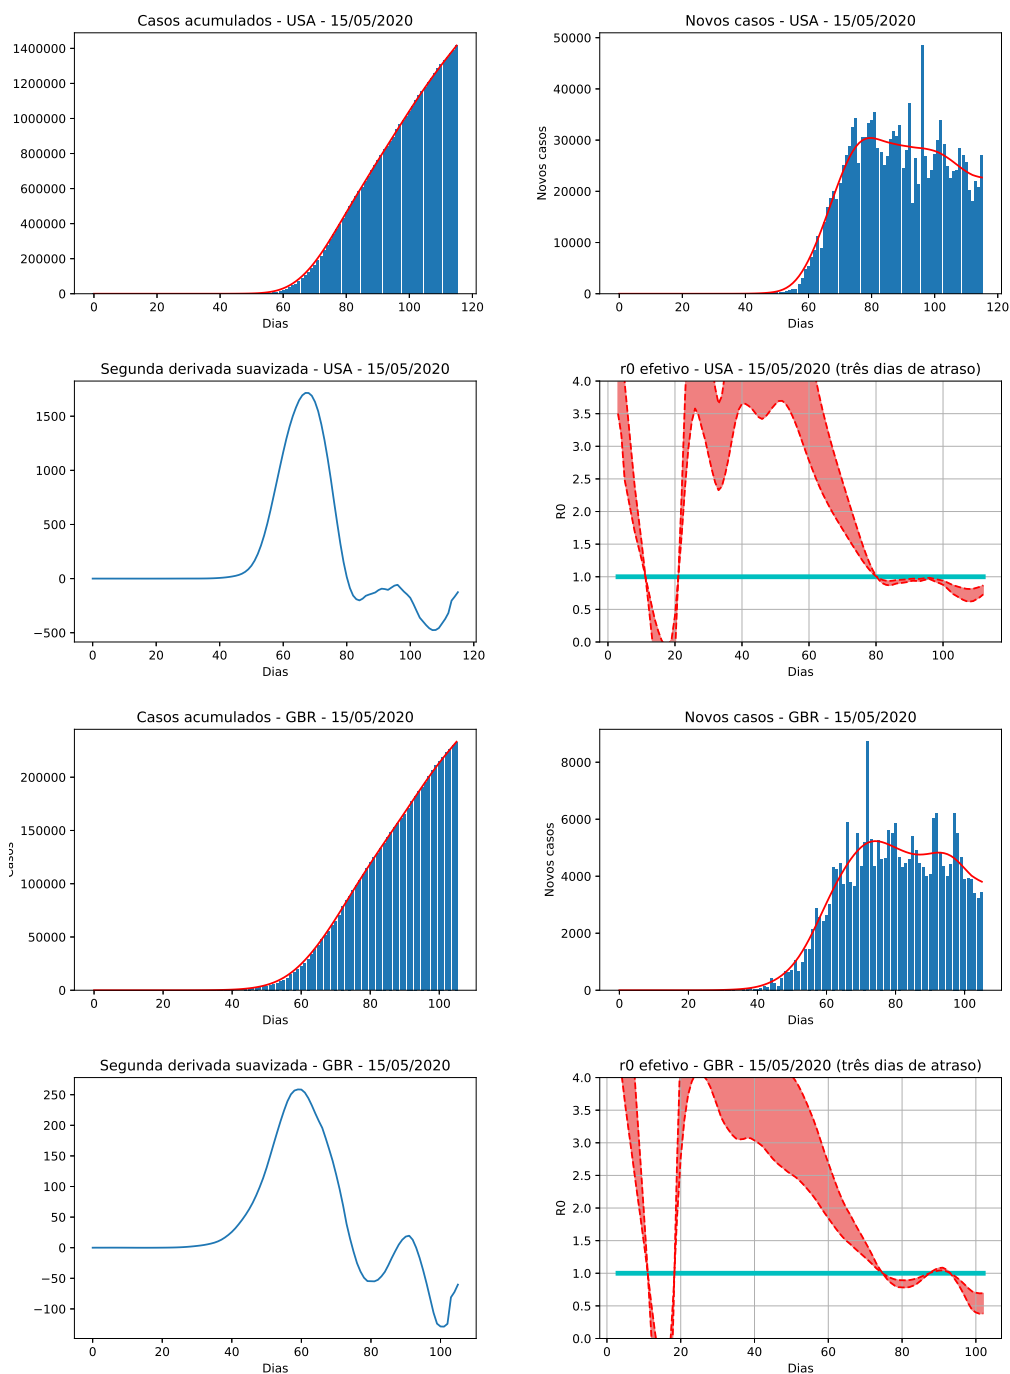 Casos acumulados - USA - 15/05/2020
1400000
1200000
1000000
800000
600000
400000
200000
0
0 20 40 60 80 100 120
Dias
Novos casos - USA - 15/05/2020
50000
40000
30000
20000
10000
0
Novos casos
0 20 40 60 80 100 120
Dias
Segunda derivada suavizada - USA - 15/05/2020
1500
1000
500
0
−500
0 20 40 60 80 100 120
Dias
r0 efetivo - USA - 15/05/2020 (três dias de atraso)
4.0
3.5
3.0
2.5
2.0
1.5
1.0
0.5
0.0
R0
0 20 40 60 80 100
Dias
Casos acumulados - GBR - 15/05/2020
200000
150000
100000
50000
0
Casos
0 20 40 60 80 100
Dias
Novos casos - GBR - 15/05/2020
8000
6000
4000
2000
0
Novos casos
0 20 40 60 80 100
Dias
Segunda derivada suavizada - GBR - 15/05/2020
250
200
150
100
50
0
−50
−100
0 20 40 60 80 100
Dias
r0 efetivo - GBR - 15/05/2020 (três dias de atraso)
4.0
3.5
3.0
2.5
2.0
1.5
1.0
0.5
0.0
R0
0 20 40 60 80 100
Dias